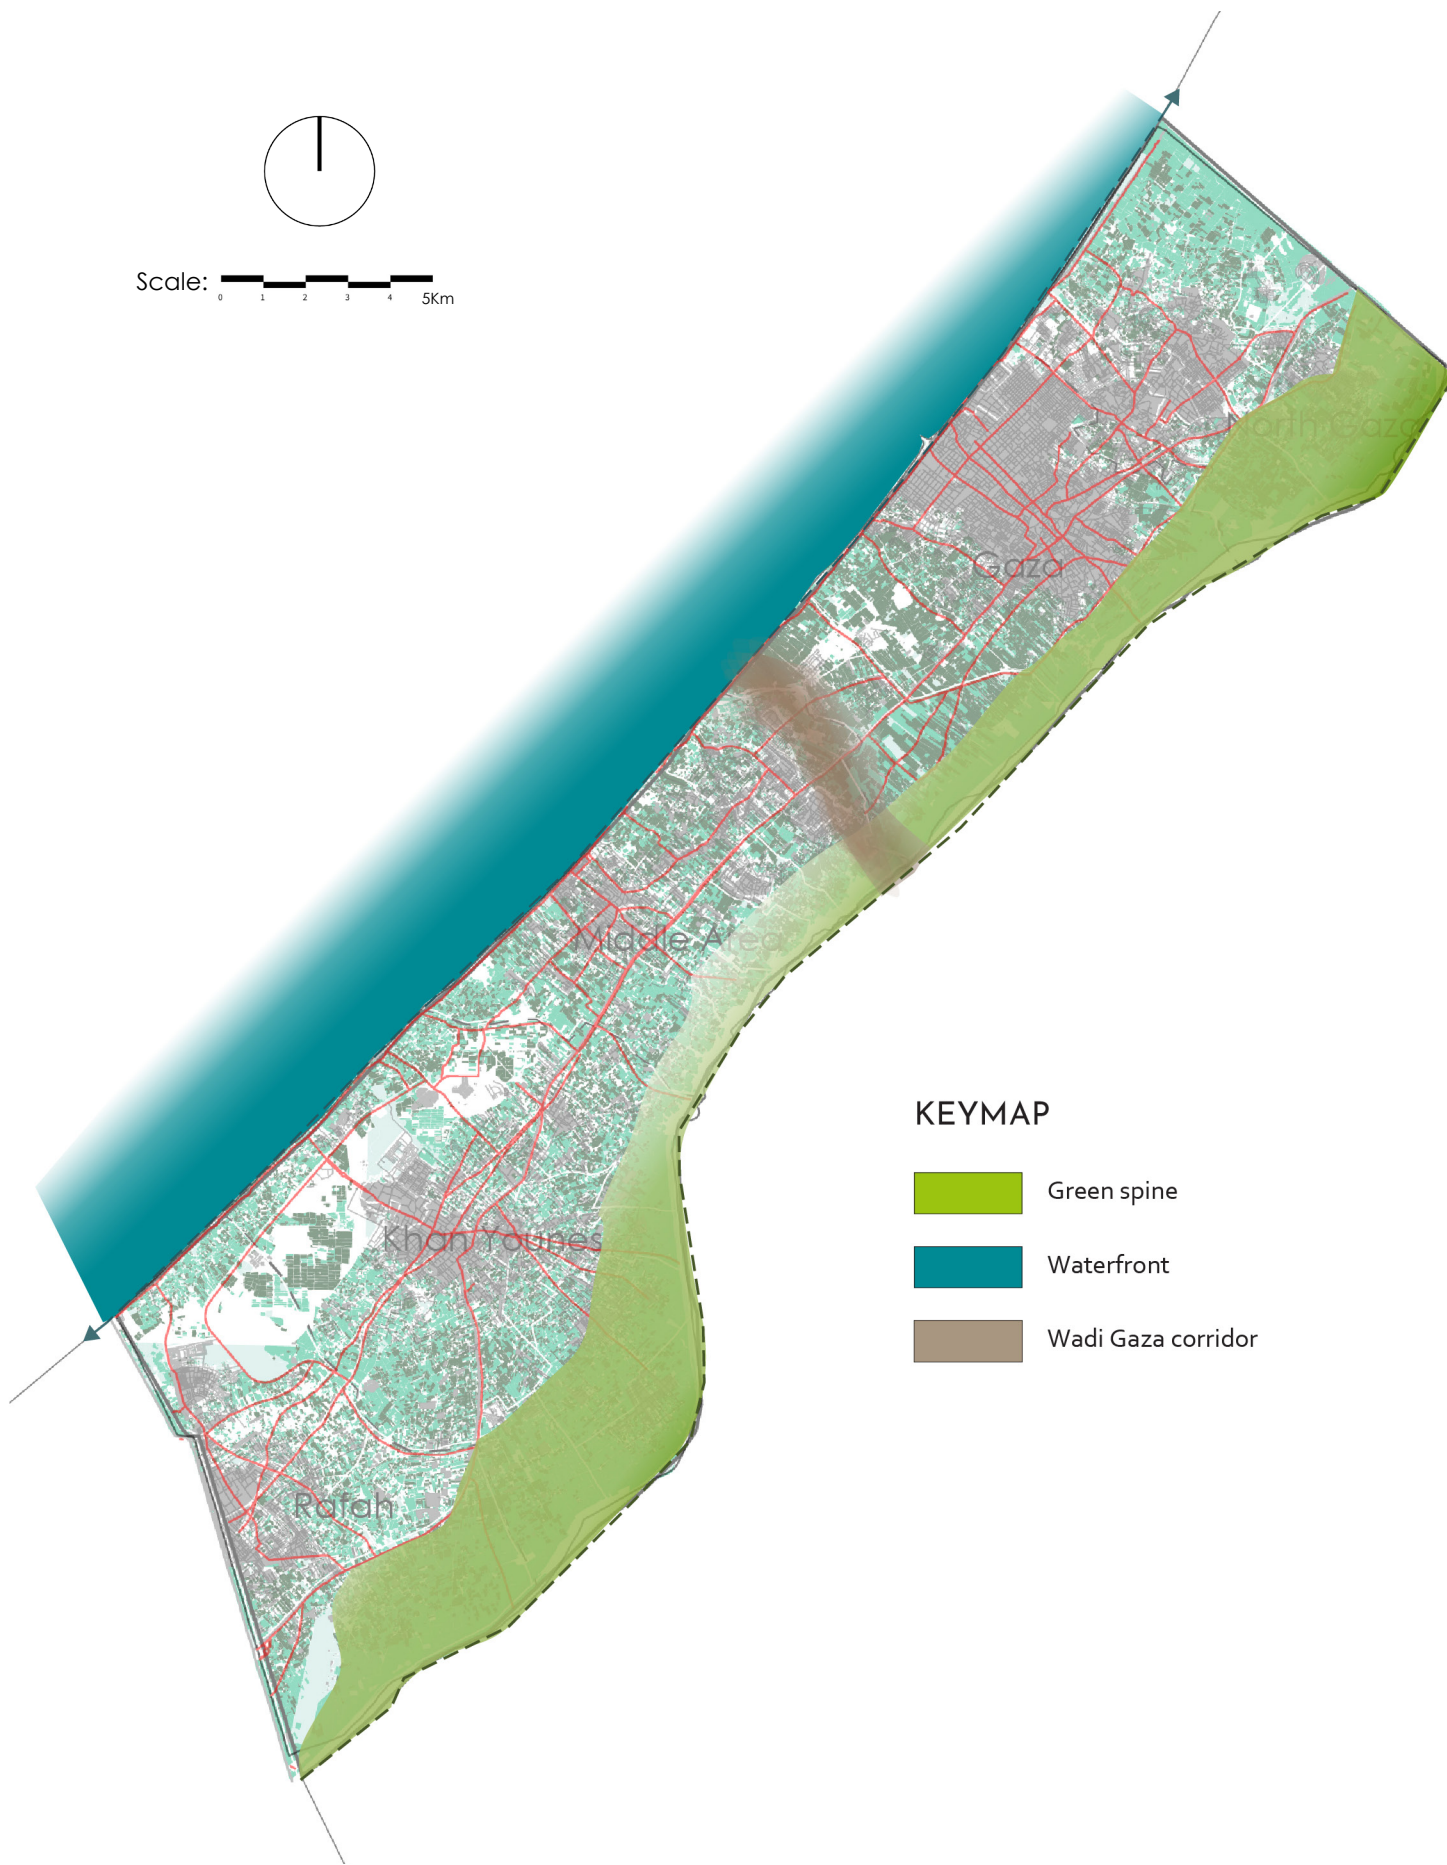 Scale:
0 1 2 3 4 5Km
North Gaza
Gaza
Middle Area
KEYMAP
Green spine
Khan Younes
Waterfront
Wadi Gaza corridor
Rafah